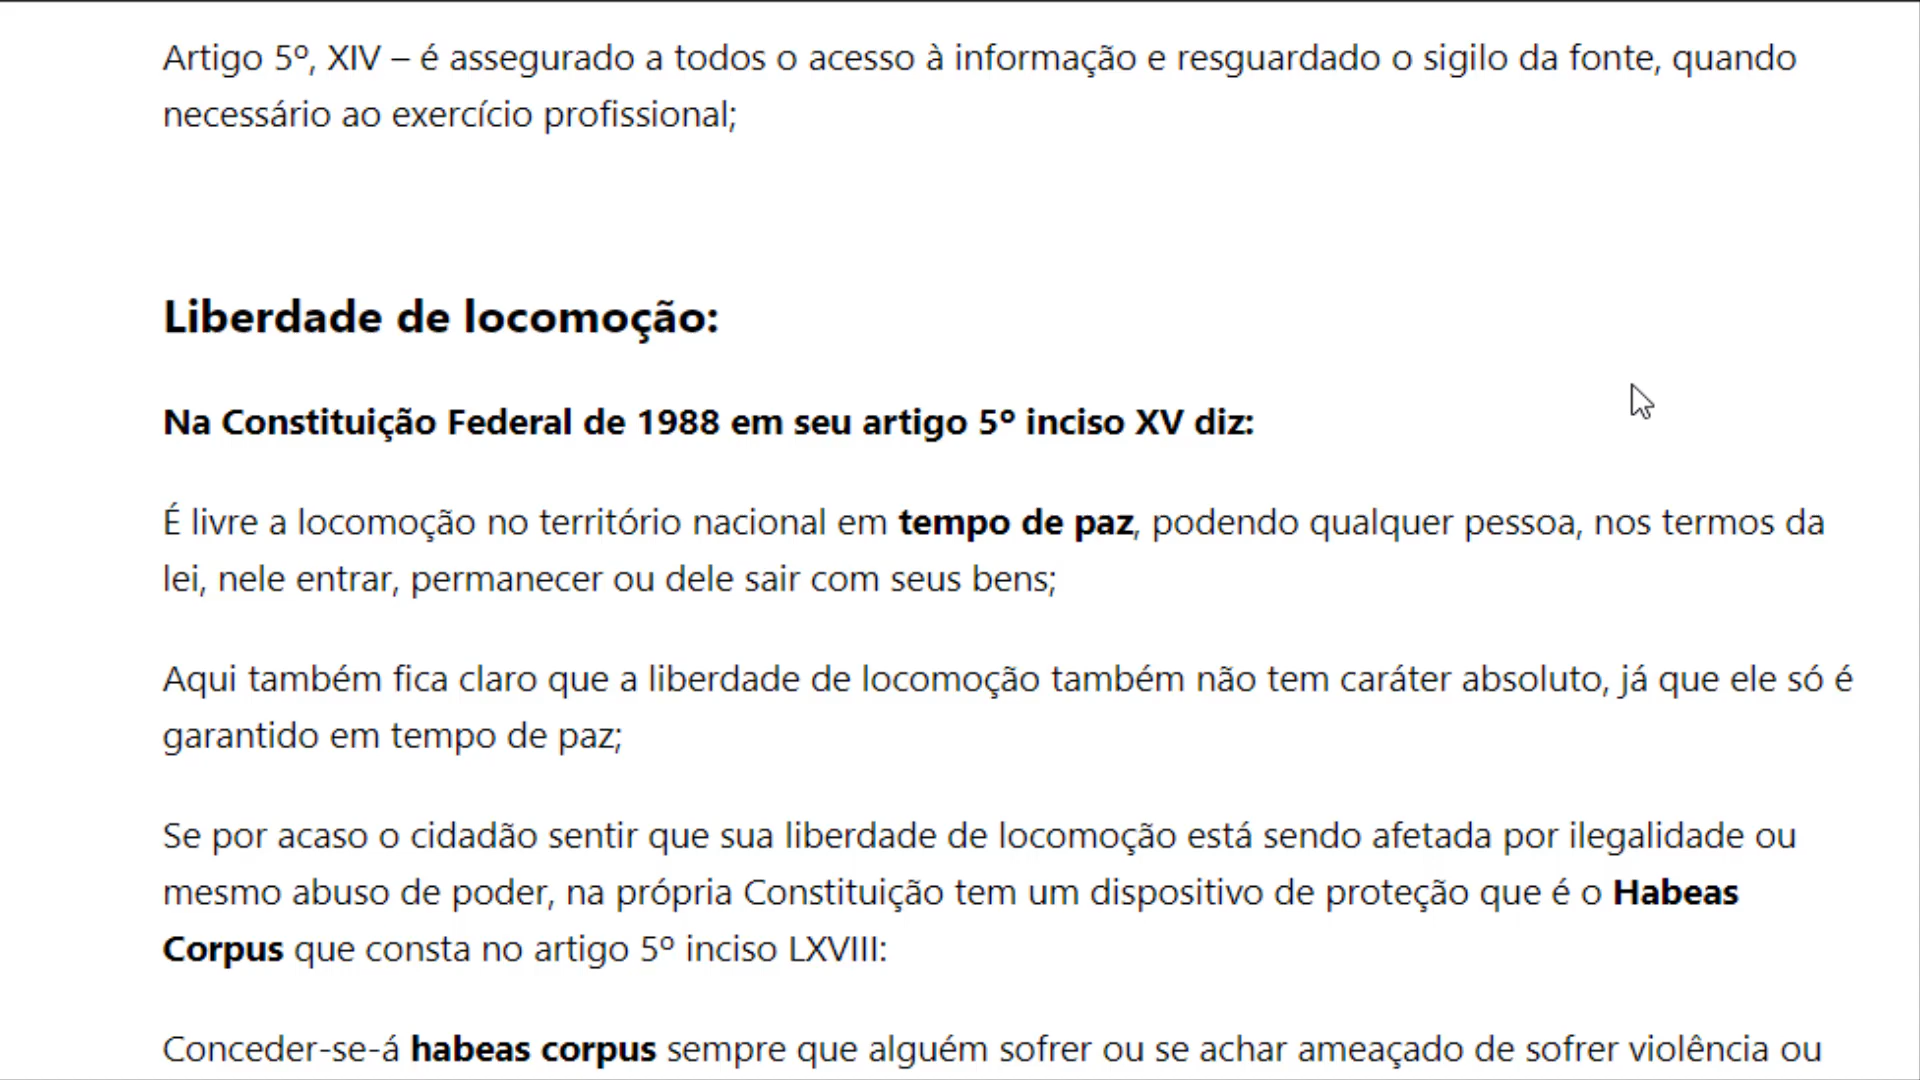 Artigo 5º, XIV – é assegurado a todos o acesso à informação e resguardado o sigilo da fonte, quando
necessário ao exercício profissional;
Liberdade de locomoção:
Na Constituição Federal de 1988 em seu artigo 5º inciso XV diz:
É livre a locomoção no território nacional em tempo de paz, podendo qualquer pessoa, nos termos da
lei, nele entrar, permanecer ou dele sair com seus bens;
Aqui também fica claro que a liberdade de locomoção também não tem caráter absoluto, já que ele só é
garantido em tempo de paz;
Se por acaso o cidadão sentir que sua liberdade de locomoção está sendo afetada por ilegalidade ou
mesmo abuso de poder, na própria Constituição tem um dispositivo de proteção que é o Habeas
Corpus que consta no artigo 5º inciso LXVIII:
Conceder-se-á habeas corpus sempre que alguém sofrer ou se achar ameaçado de sofrer violência ou